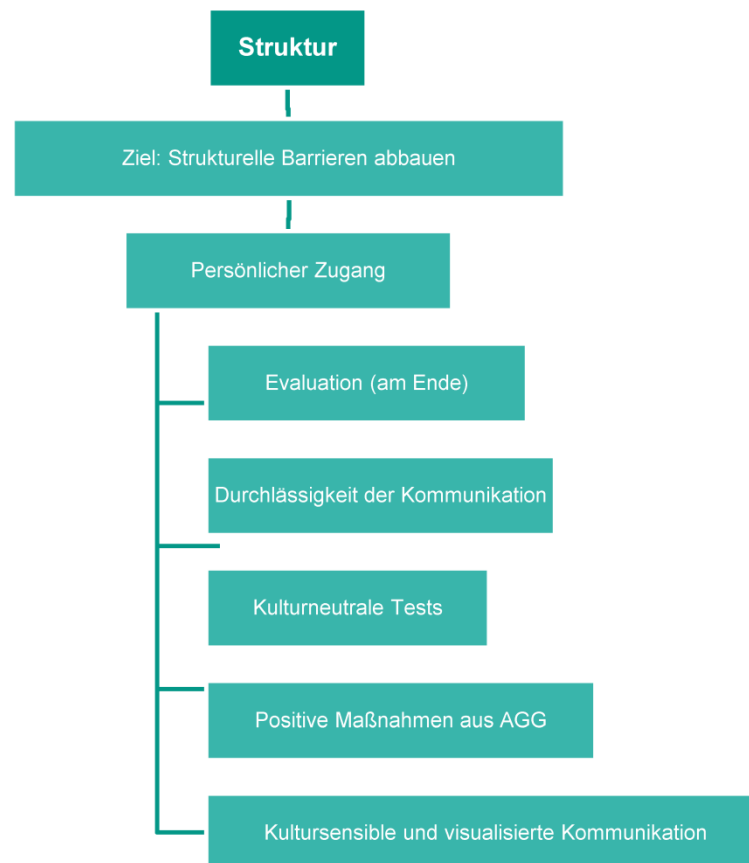 Struktur
Ziel: Strukturelle Barrieren abbauen
Persönlicher Zugang
Evaluation (am Ende)
Durchlässigkeit der Kommunikation
Kulturneutrale Tests
Positive Maßnahmen aus AGG
Kultursensible und visualisierte Kommunikation